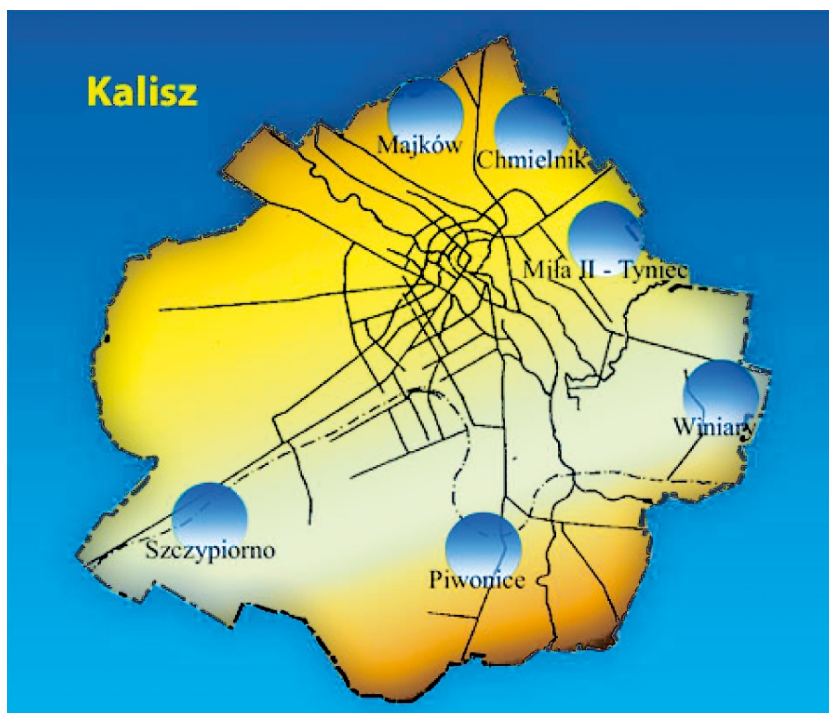 Kalisz
Majków
Chmielnik
Miła II - Tyniec
Winiary
Szczypiorno
Piwonice